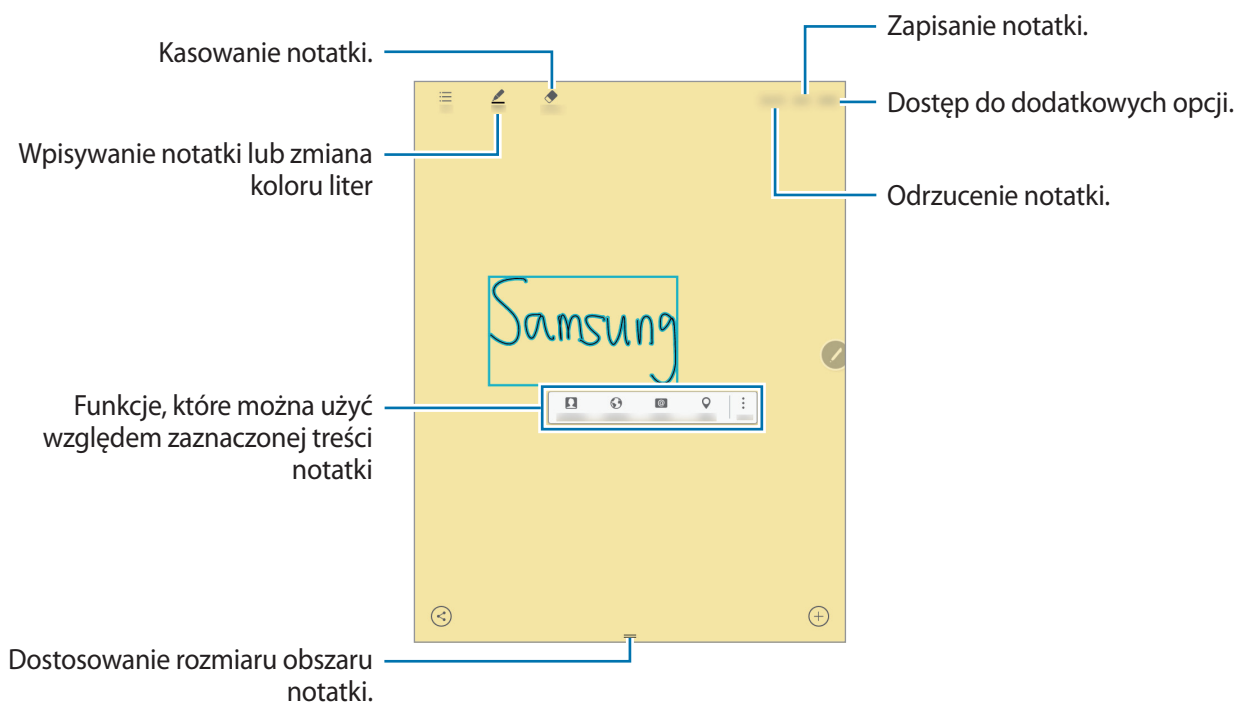 Zapisanie notatki.
Kasowanie notatki.
Dostęp do dodatkowych opcji.
Wpisywanie notatki lub zmiana
koloru liter
Odrzucenie notatki.
Samsung
Funkcje, które można użyć
względem zaznaczonej treści
notatki
Dostosowanie rozmiaru obszaru
notatki.